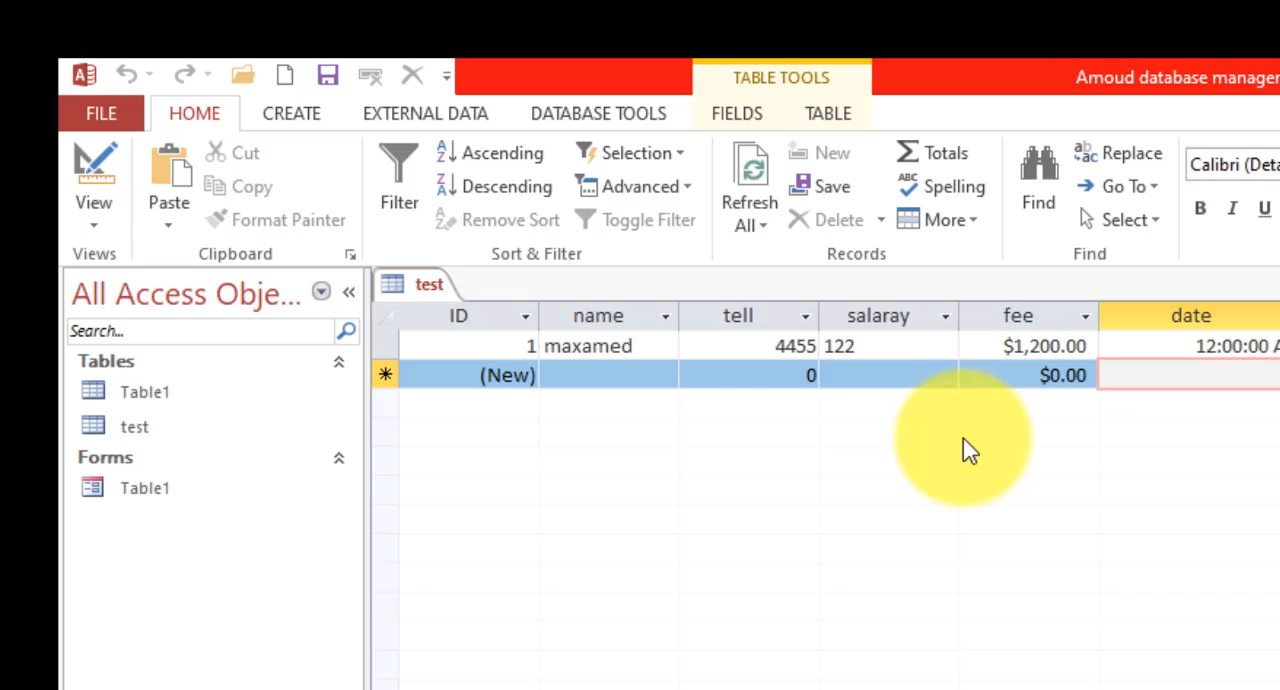 TABLE TOOLS
Amoud database manager
FILE HOME CREATE EXTERNAL DATA DATABASE TOOLS FIELDS TABLE
View
Views
Paste
Cut
Copy
Format Painter
Clipboard
Filter
Ascending
Descending
Remove Sort
Selection
Advanced
Toggle Filter
Sort & Filter
Refresh
All
New
Save
Delete
Totals
Spelling
More
Records
Find
Replace
Go To
Select
Find
Calibri (Deta
B I U
All Access Obje...
Search...
Tables
Table1
test
Forms
Table1
test
ID name tell salaray fee date
1 maxamed 4455 122 $1,200.00 12:00:00 A
(New) 0 $0.00